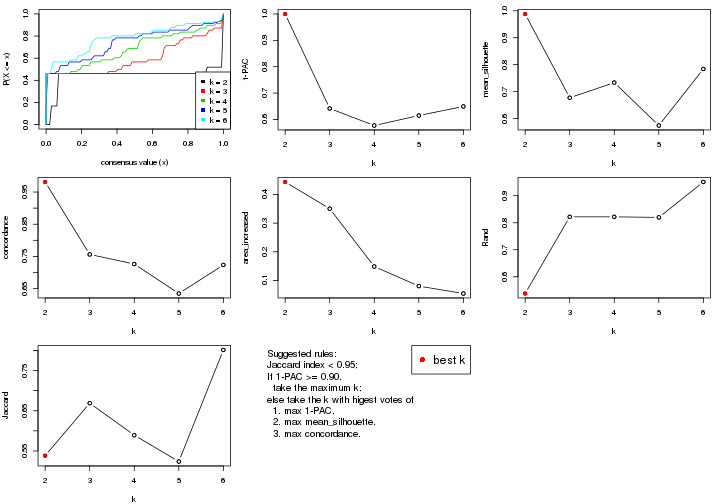 P(X <= x)
0.0 0.2 0.4 0.6 0.8 1.0
0.0 0.2 0.4 0.6 0.8 1.0
consensus value (x)
k = 2
k = 3
k = 4
k = 5
k = 6
1-PAC
0.6 0.7 0.8 0.9 1.0
2 3 4 5 6
k
mean_silhouette
0.6 0.7 0.8 0.9 1.0
2 3 4 5 6
k
concordance
0.65 0.75 0.85 0.95
2 3 4 5 6
k
area_increased
0.1 0.2 0.3 0.4
2 3 4 5 6
k
Rand
0.6 0.7 0.8 0.9
2 3 4 5 6
k
Jaccard
0.55 0.65 0.75
2 3 4 5 6
k
Suggested rules:
Jaccard index < 0.95;
If 1-PAC >= 0.90,
take the maximum k;
else take the k with higest votes of
1. max 1-PAC,
2. max mean_silhouette,
3. max concordance.
best k